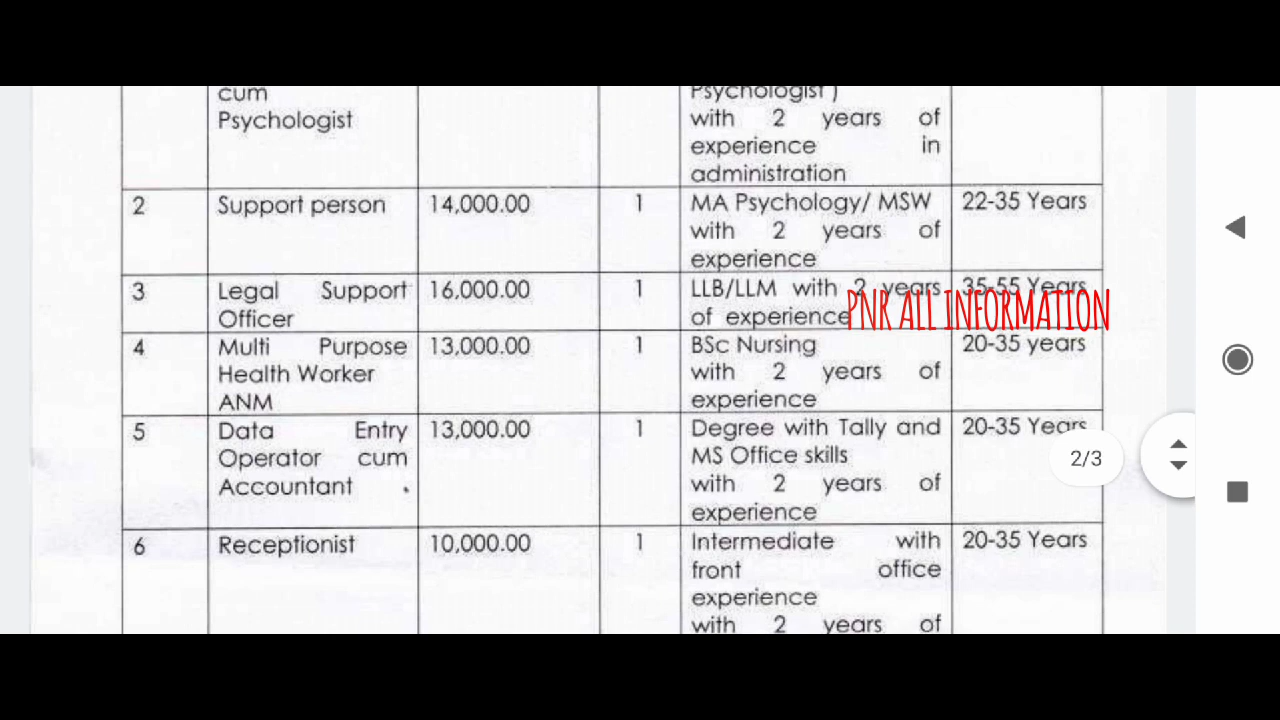 cum
Psychologist
Psychologist )
with 2 years of
experience in
administration
2
Support person
14,000.00
1
MA Psychology/ MSW
with 2 years of
experience
22-35 Years
3
Legal Support
Officer
16,000.00
1
LLB/LLM with 2 years
of experience
35-55 Years
PNR All INFORMATION
4
Multi Purpose
Health Worker
ANM
13,000.00
1
BSc Nursing
with 2 years of
experience
20-35 years
5
Data Entry
Operator cum
Accountant
13,000.00
1
Degree with Tally and
MS Office skills
with 2 years of
experience
20-35 Years
2/3
6
Receptionist
10,000.00
1
Intermediate with
front office
experience
with 2 years of
20-35 Years